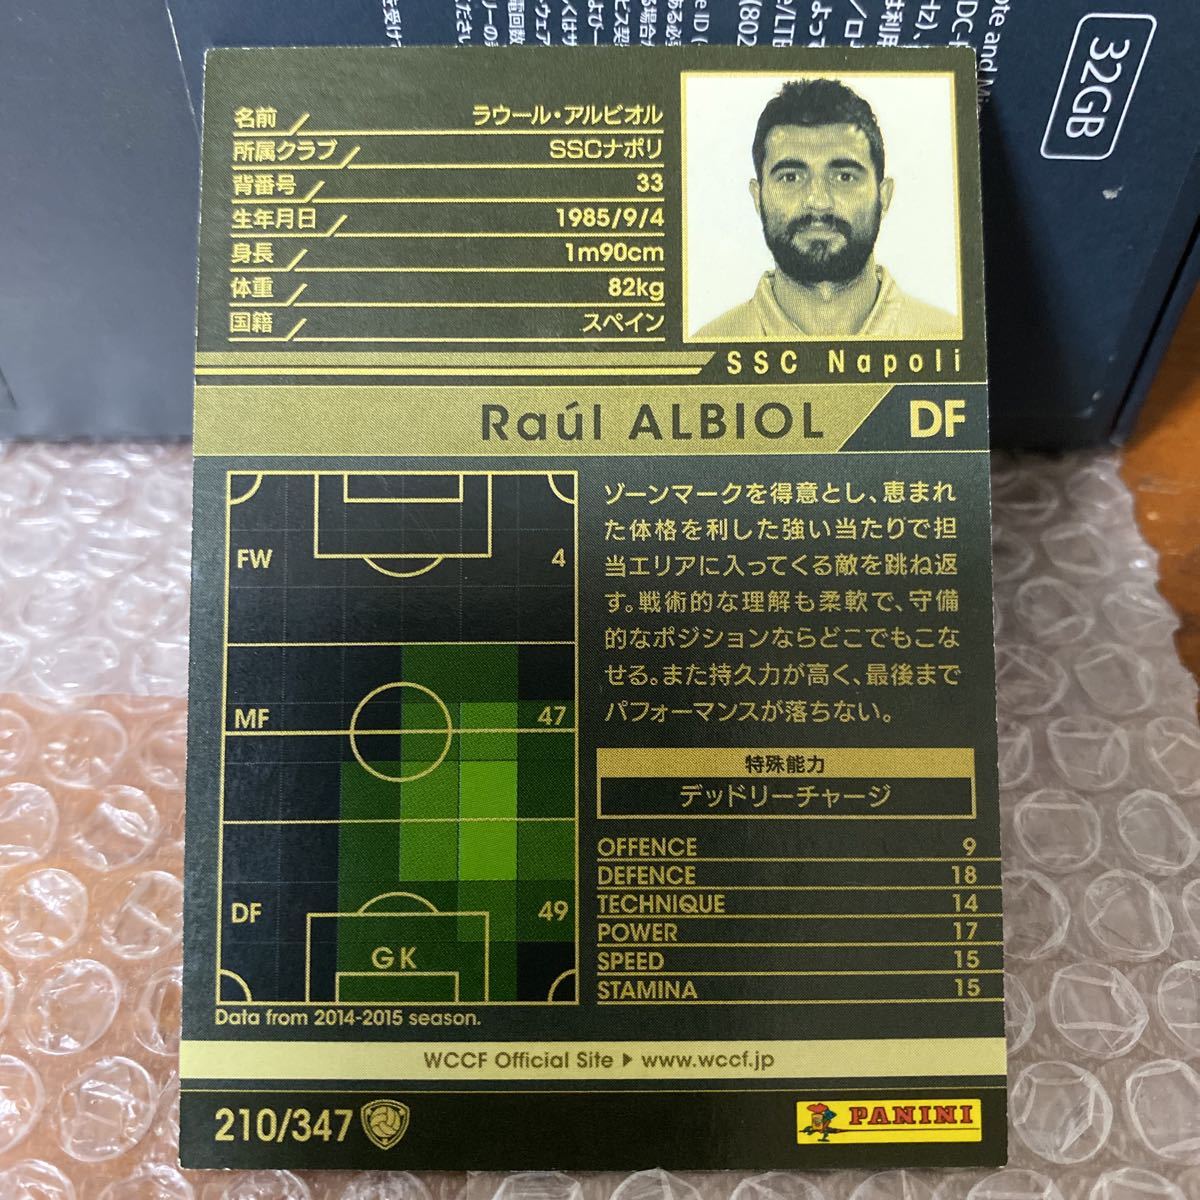 32GB
名前 ラウール・アルビオル
所属クラブ SSCナポリ
背番号 33
生年月日 1985/9/4
身長 1m90cm
体重 82kg
国籍 スペイン
SSC Napoli
Raúl ALBIOL DF
FW 4
MF 47
DF 49
GK
Data from 2014-2015 season.
ゾーンマークを得意とし、恵まれ
た体格を利した強い当たりで担
当エリアに入ってくる敵を跳ね返
す。戦術的な理解も柔軟で、守備
的なポジションならどこでもこな
せる。また持久力が高く、最後まで
パフォーマンスが落ちない。
特殊能力
デッドリーチャージ
OFFENCE 9
DEFENCE 18
TECHNIQUE 14
POWER 17
SPEED 15
STAMINA 15
WCCF Official Site ▶ www.wccf.jp
210/347
PANINI